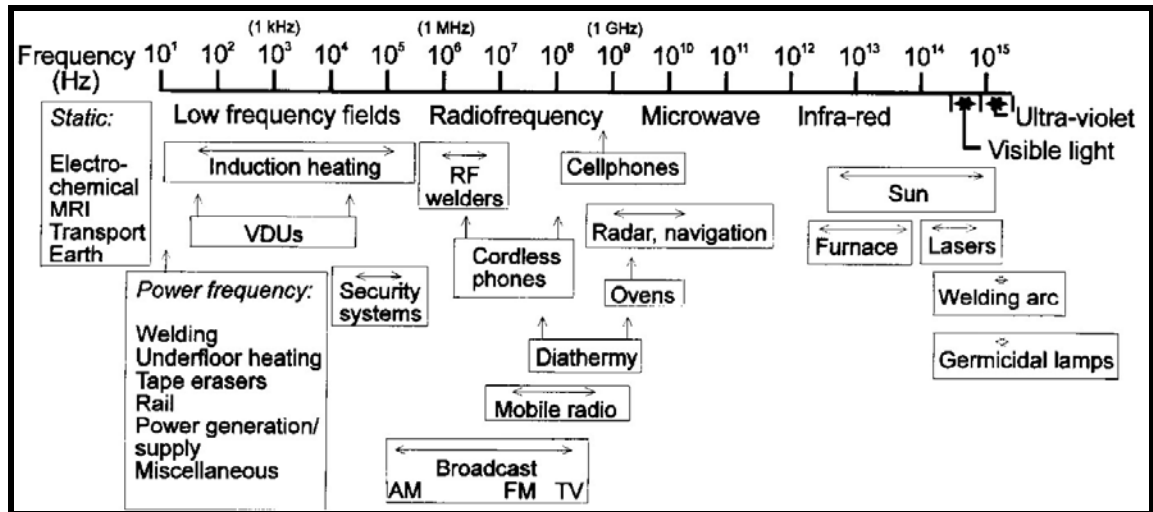 (1 kHz) (1 MHz) (1 GHz)
Frequency 10¹ 10² 10³ 10⁴ 10⁵ 10⁶ 10⁷ 10⁸ 10⁹ 10¹⁰ 10¹¹ 10¹² 10¹³ 10¹⁴ 10¹⁵
(Hz)
Low frequency fields Radiofrequency Microwave Infra-red
Ultra-violet
Visible light
Static:
Electro-
chemical
MRI
Transport
Earth
Induction heating
VDUs
RF
welders
Cellphones
Sun
Radar, navigation
Furnace
Lasers
Cordless
phones
Security
systems
Ovens
Welding arc
Diathermy
Germicidal lamps
Mobile radio
Broadcast
AM FM TV
Power frequency:
Welding
Underfloor heating
Tape erasers
Rail
Power generation/
supply
Miscellaneous